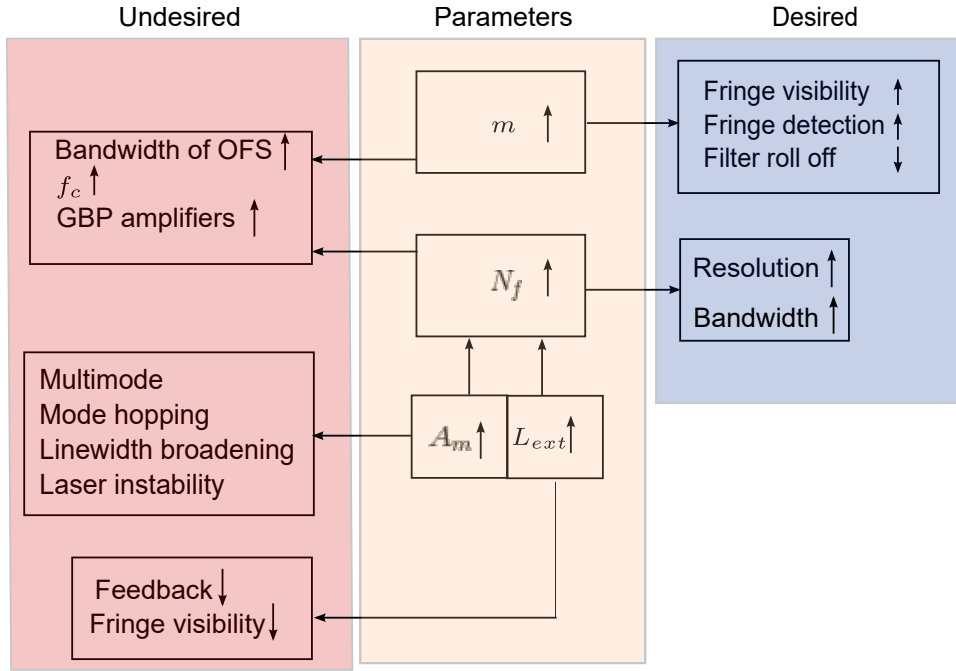 Undesired
Parameters
Desired
Bandwidth of OFS ↑
f_c ↑
GBP amplifiers ↑
m ↑
Fringe visibility ↑
Fringe detection ↑
Filter roll off ↓
N_f ↑
Resolution ↑
Bandwidth ↑
Multimode
Mode hopping
Linewidth broadening
Laser instability
A_m ↑
L_ext ↑
Feedback ↓
Fringe visibility ↓